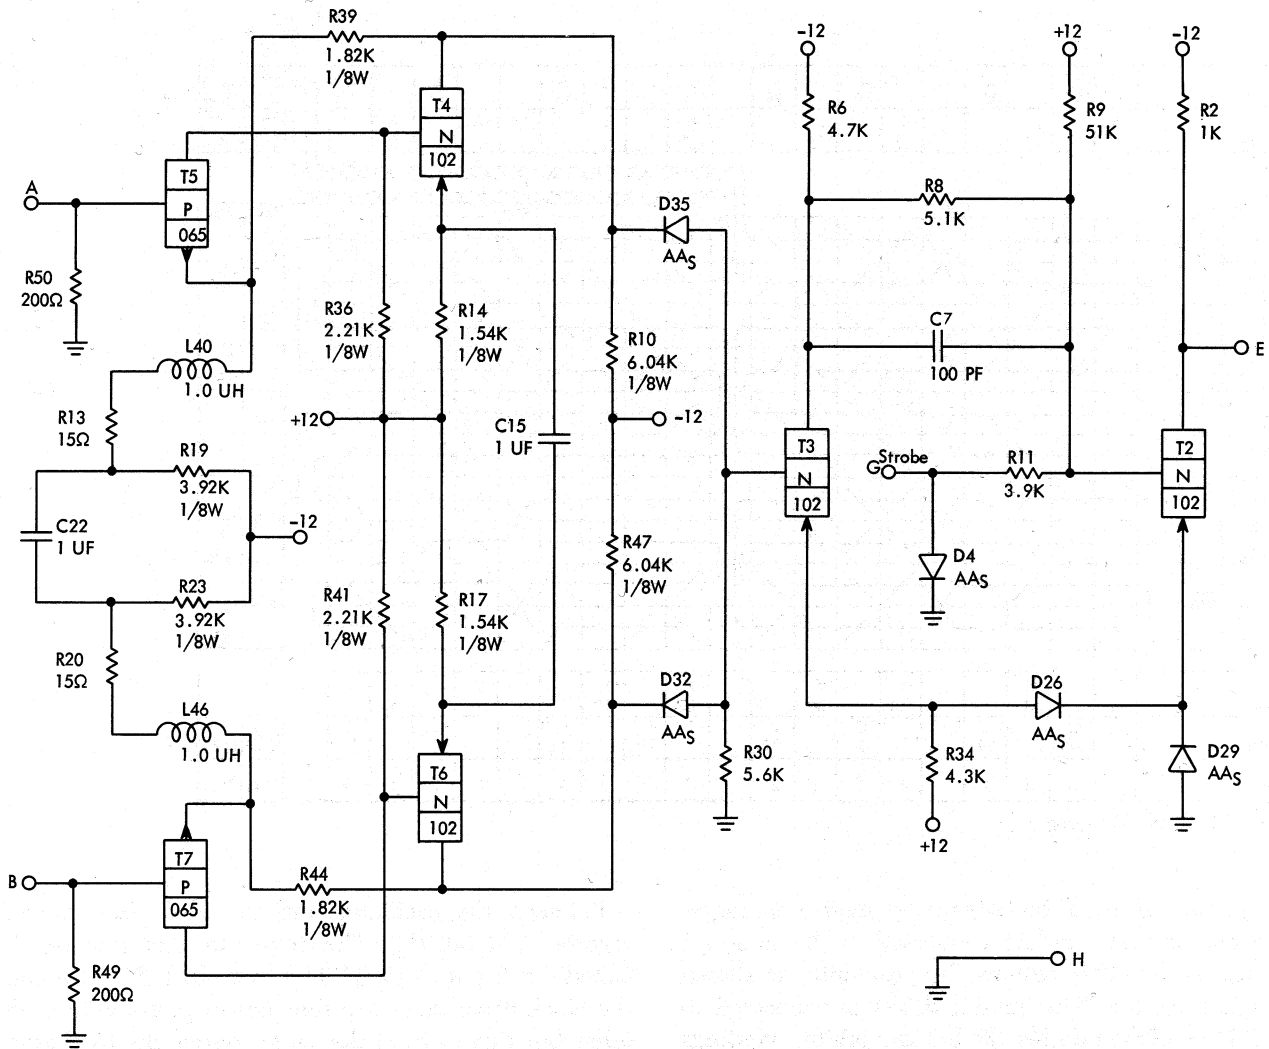 R39
1.82K
1/8W
T4
N
102
A
T5
P
065
R50
200Ω
L40
1.0 UH
R13
15Ω
R19
3.92K
1/8W
C22
1 UF
-12
R23
3.92K
1/8W
R20
15Ω
L46
1.0 UH
B
T7
P
065
R49
200Ω
R44
1.82K
1/8W
R36
2.21K
1/8W
R14
1.54K
1/8W
+12
C15
1 UF
R41
2.21K
1/8W
R17
1.54K
1/8W
T6
N
102
D35
AAS
R10
6.04K
1/8W
-12
R47
6.04K
1/8W
D32
AAS
R30
5.6K
-12
R6
4.7K
+12
R9
51K
-12
R2
1K
R8
5.1K
C7
100 PF
E
T3
N
102
G Strobe
R11
3.9K
T2
N
102
D4
AAS
D26
AAS
R34
4.3K
+12
D29
AAS
H